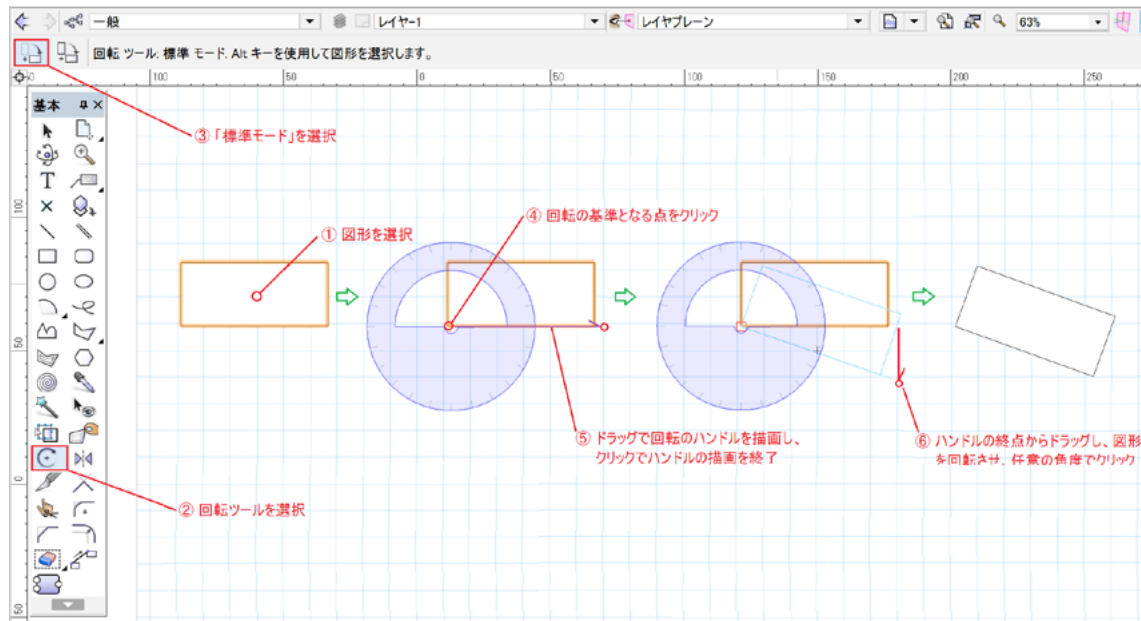 一般
レイヤ-1
レイヤプレーン
63%
回転 ツール: 標準 モード. Alt キーを使用して図形を選択します。
100
50
0
50
100
150
200
250
基本
③「標準モード」を選択
T
100
④ 回転の基準となる点をクリック
① 図形を選択
50
⑤ ドラッグで回転のハンドルを描画し、
クリックでハンドルの描画を終了
⑥ ハンドルの終点からドラッグし、図形
を回転させ、任意の角度でクリック
0
② 回転ツールを選択
50